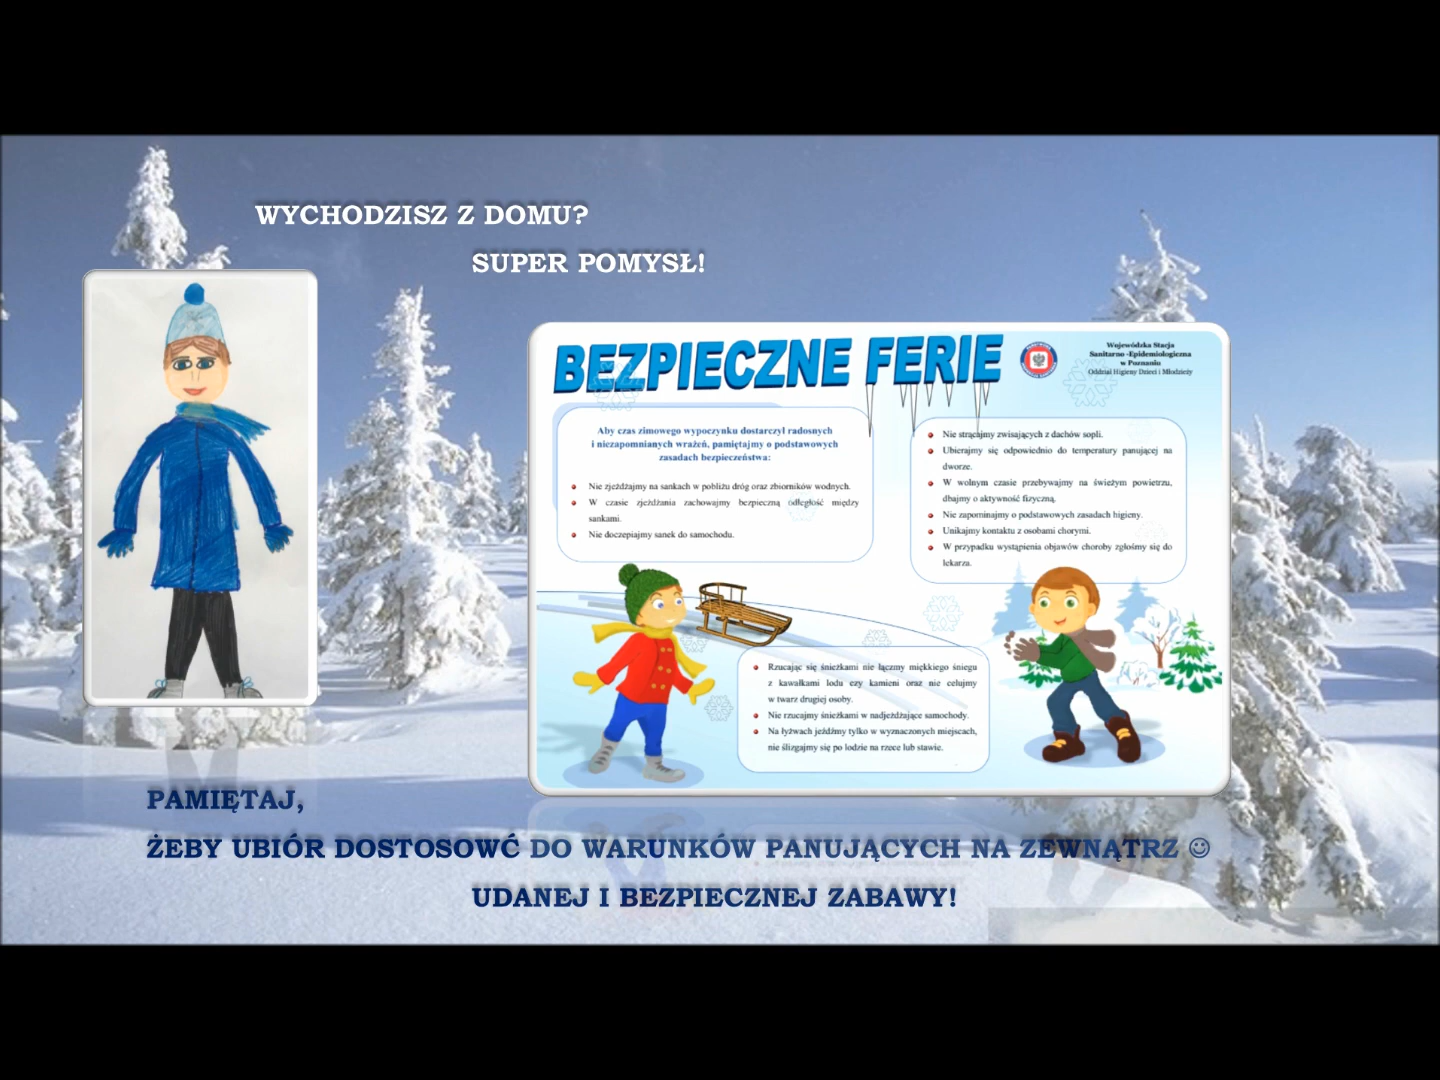 WYCHODZISZ Z DOMU?
SUPER POMYSŁ!
BEZPIECZNE FERIE
Wojewódzka Stacja
Sanitarno -Epidemiologiczna
w Poznaniu
Oddział Higieny Dzieci i Młodzieży
Aby czas zimowego wypoczynku dostarczył radosnych
i niezapomnianych wrażeń, pamiętajmy o podstawowych
zasadach bezpieczeństwa:
Nie zjeżdżajmy na sankach w pobliżu dróg oraz zbiorników wodnych.
W czasie zjeżdżania zachowajmy bezpieczną odległość między
sankami.
Nie doczepiajmy sanek do samochodu.
Nie strącajmy zwisających z dachów sopli.
Ubierajmy się odpowiednio do temperatury panującej na
dworze.
W wolnym czasie przebywajmy na świeżym powietrzu,
dbajmy o aktywność fizyczną.
Nie zapominajmy o podstawowych zasadach higieny.
Unikajmy kontaktu z osobami chorymi.
W przypadku wystąpienia objawów choroby zgłośmy się do
lekarza.
Rzucając się śnieżkami nie łączmy miękkiego śniegu
z kawałkami lodu czy kamieni oraz nie celujmy
w twarz drugiej osoby.
Nie rzucajmy śnieżkami w nadjeżdżające samochody.
Na łyżwach jeźdźmy tylko w wyznaczonych miejscach,
nie ślizgajmy się po lodzie na rzece lub stawie.
PAMIĘTAJ,
ŻEBY UBIÓR DOSTOSOWĆ DO WARUNKÓW PANUJĄCYCH NA ZEWNĄTRZ ☺
UDANEJ I BEZPIECZNEJ ZABAWY!